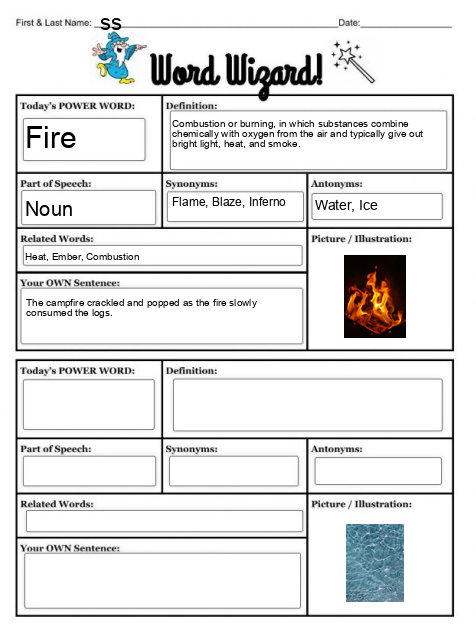 First & Last Name: SS Date:
Word Wizard!
Today's POWER WORD: Definition:
Fire
Combustion or burning, in which substances combine
chemically with oxygen from the air and typically give out
bright light, heat, and smoke.
Part of Speech: Synonyms: Antonyms:
Noun
Flame, Blaze, Inferno
Water, Ice
Related Words: Picture / Illustration:
Heat, Ember, Combustion
Your OWN Sentence:
The campfire crackled and popped as the fire slowly
consumed the logs.
Today's POWER WORD: Definition:
Part of Speech: Synonyms: Antonyms:
Related Words: Picture / Illustration:
Your OWN Sentence: